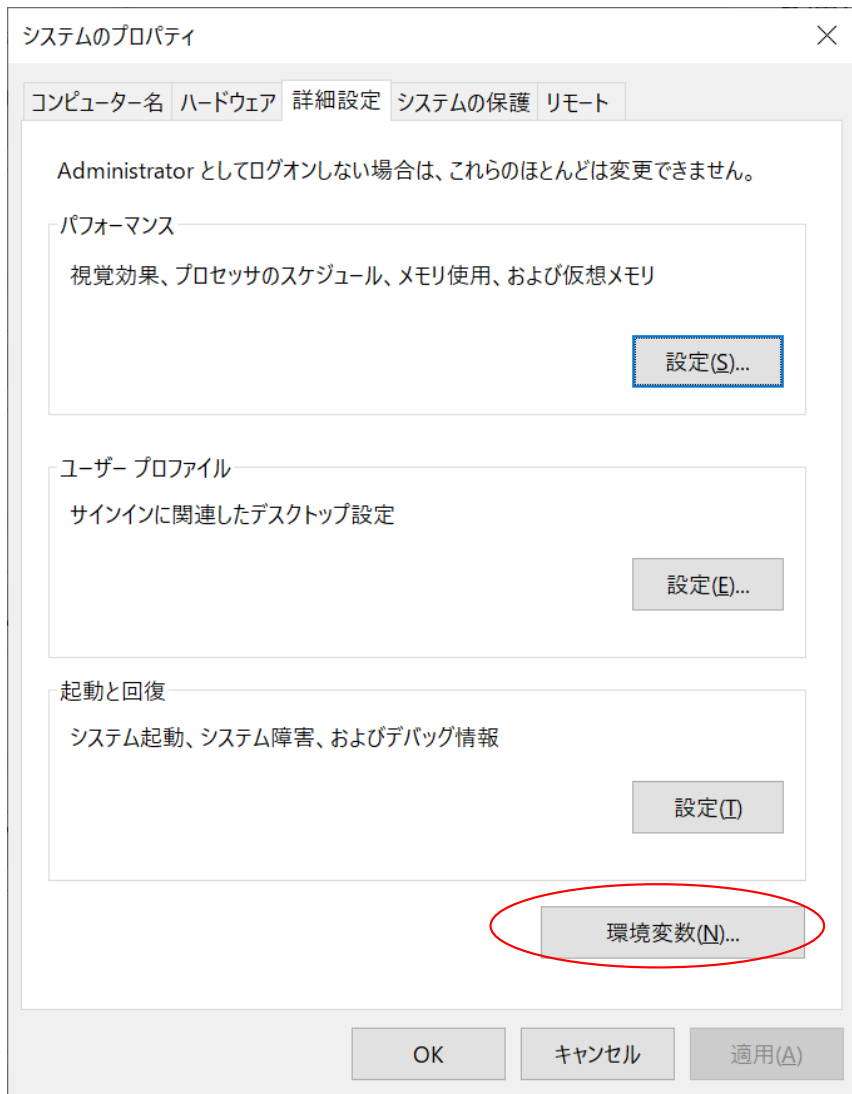 システムのプロパティ
コンピューター名 ハードウェア 詳細設定 システムの保護 リモート
Administrator としてログオンしない場合は、これらのほとんどは変更できません。
パフォーマンス
視覚効果、プロセッサのスケジュール、メモリ使用、および仮想メモリ
設定(S)...
ユーザー プロファイル
サインインに関連したデスクトップ設定
設定(E)...
起動と回復
システム起動、システム障害、およびデバッグ情報
設定(T)
環境変数(N)...
OK キャンセル 適用(A)